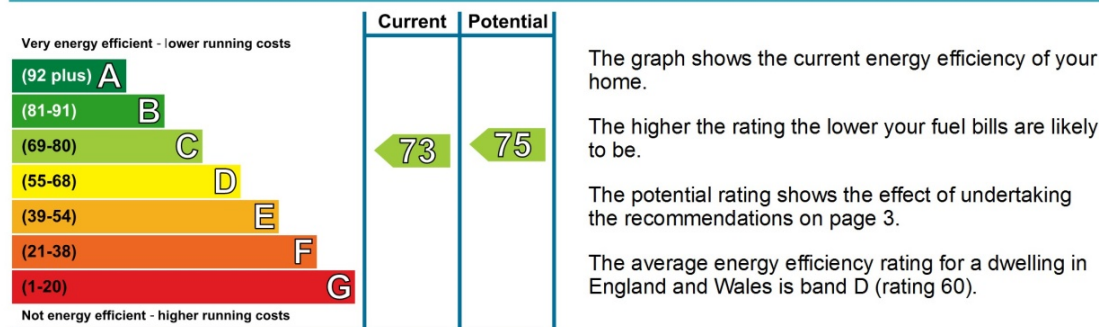 Current Potential
Very energy efficient - lower running costs
(92 plus) A
(81-91) B
(69-80) C
(55-68) D
(39-54) E
(21-38) F
(1-20) G
Not energy efficient - higher running costs
73
75
The graph shows the current energy efficiency of your
home.
The higher the rating the lower your fuel bills are likely
to be.
The potential rating shows the effect of undertaking
the recommendations on page 3.
The average energy efficiency rating for a dwelling in
England and Wales is band D (rating 60).